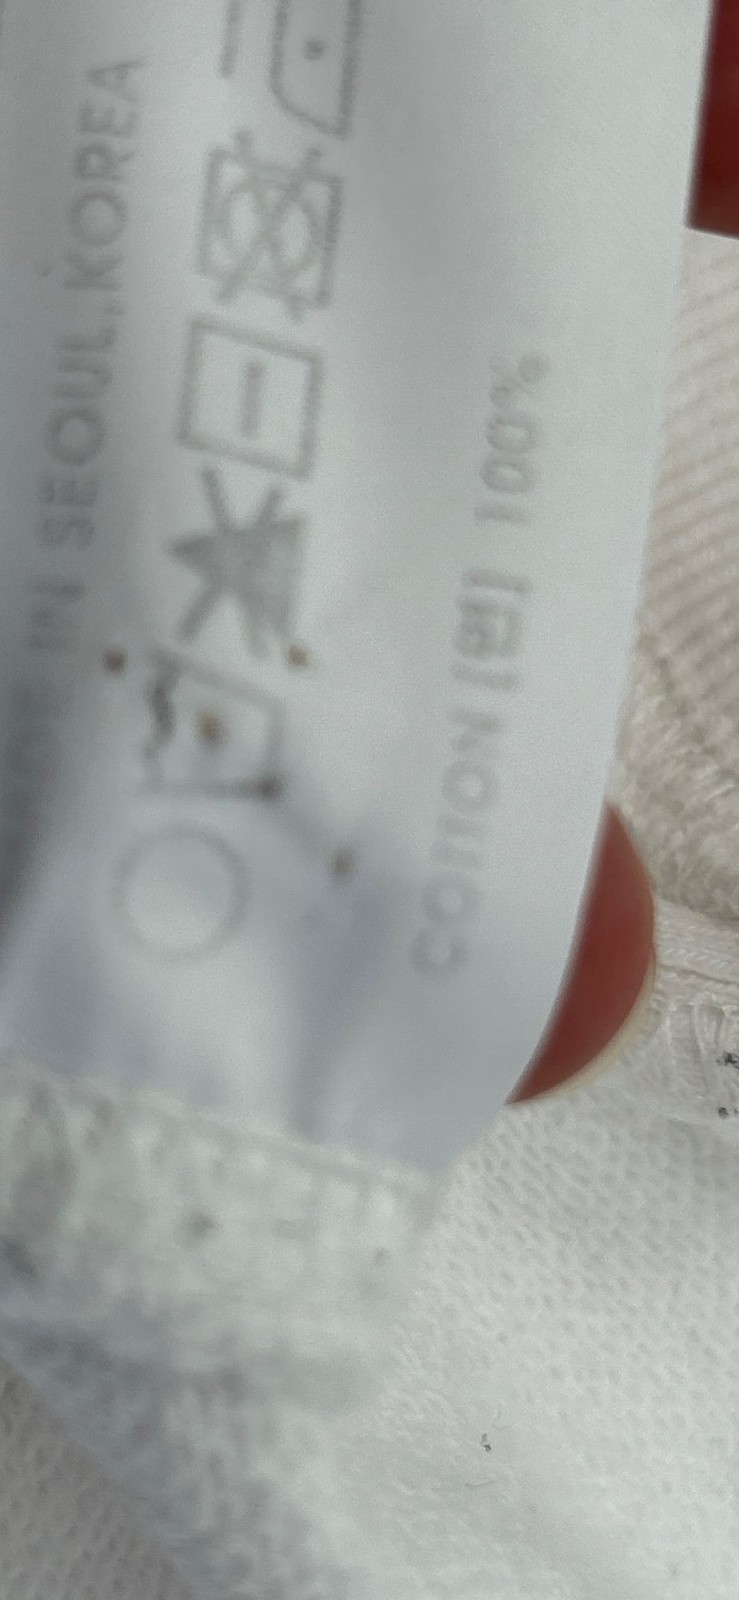 IN SEOUL, KOREA
COTTON [면] 100%